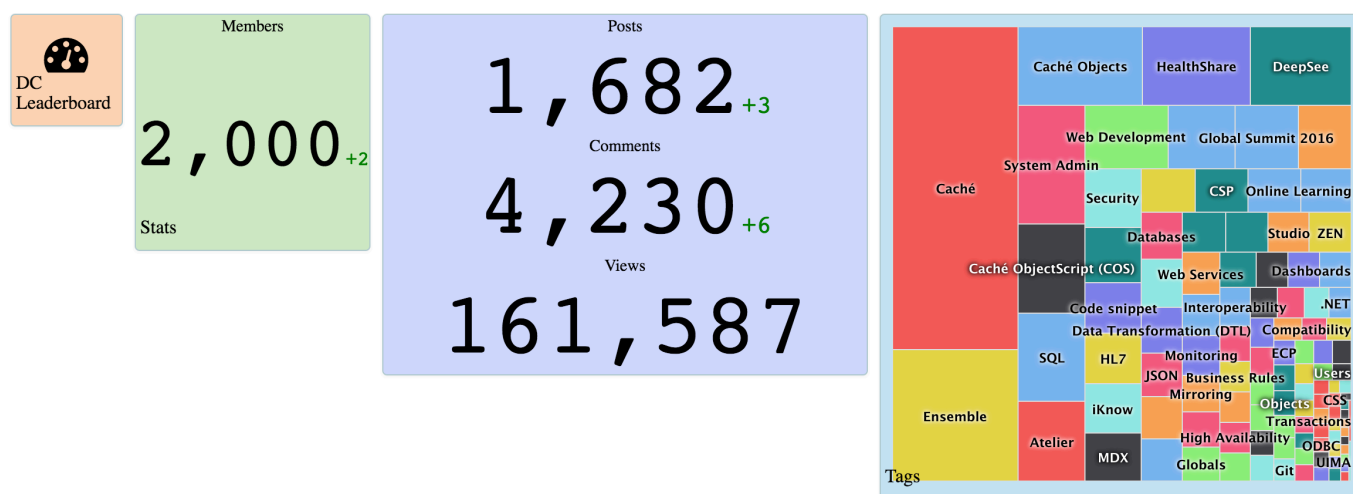 DC
Leaderboard
Members
2,000 +2
Stats
Posts
1,682 +3
Comments
4,230 +6
Views
161,587
Caché Objects
HealthShare
DeepSee
Web Development
Global Summit 2016
System Admin
Caché
Security
CSP
Online Learning
Databases
Studio
ZEN
Caché ObjectScript (COS)
Web Services
Dashboards
Code snippet
Interoperability
.NET
Data Transformation (DTL)
Compatibility
SQL
HL7
Monitoring
ECP
JSON
Business Rules
Users
Mirroring
Ensemble
iKnow
Objects
CSS
Transactions
Atelier
High Availability
ODBC
MDX
Globals
Git
UIMA
Tags